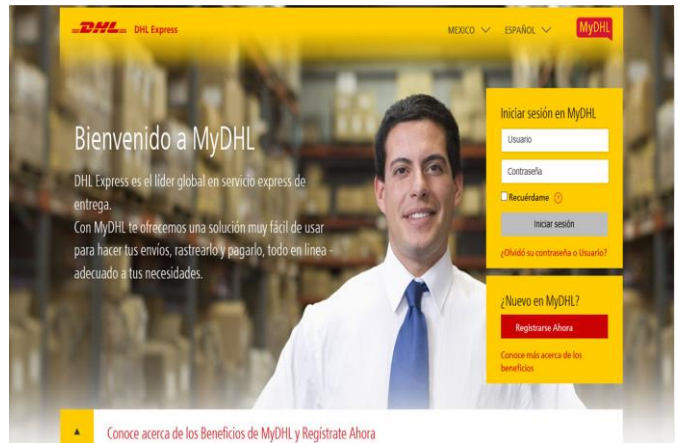 DHL DHL Express MEXICO ESPAÑOL MyDHL
Bienvenido a MyDHL
DHL Express es el líder global en servicio express de
entrega.
Con MyDHL te ofrecemos una solución muy fácil de usar
para hacer tus envíos, rastrearlo y pagarlo, todo en linea -
adecuado a tus necesidades.
Iniciar sesión en MyDHL
Usuario
Contraseña
Recuérdame ?
Iniciar sesión
¿Olvidó su contraseña o Usuario?
¿Nuevo en MyDHL?
Registrarse Ahora
Conoce más acerca de los
beneficios
Conoce acerca de los Beneficios de MyDHL y Regístrate Ahora